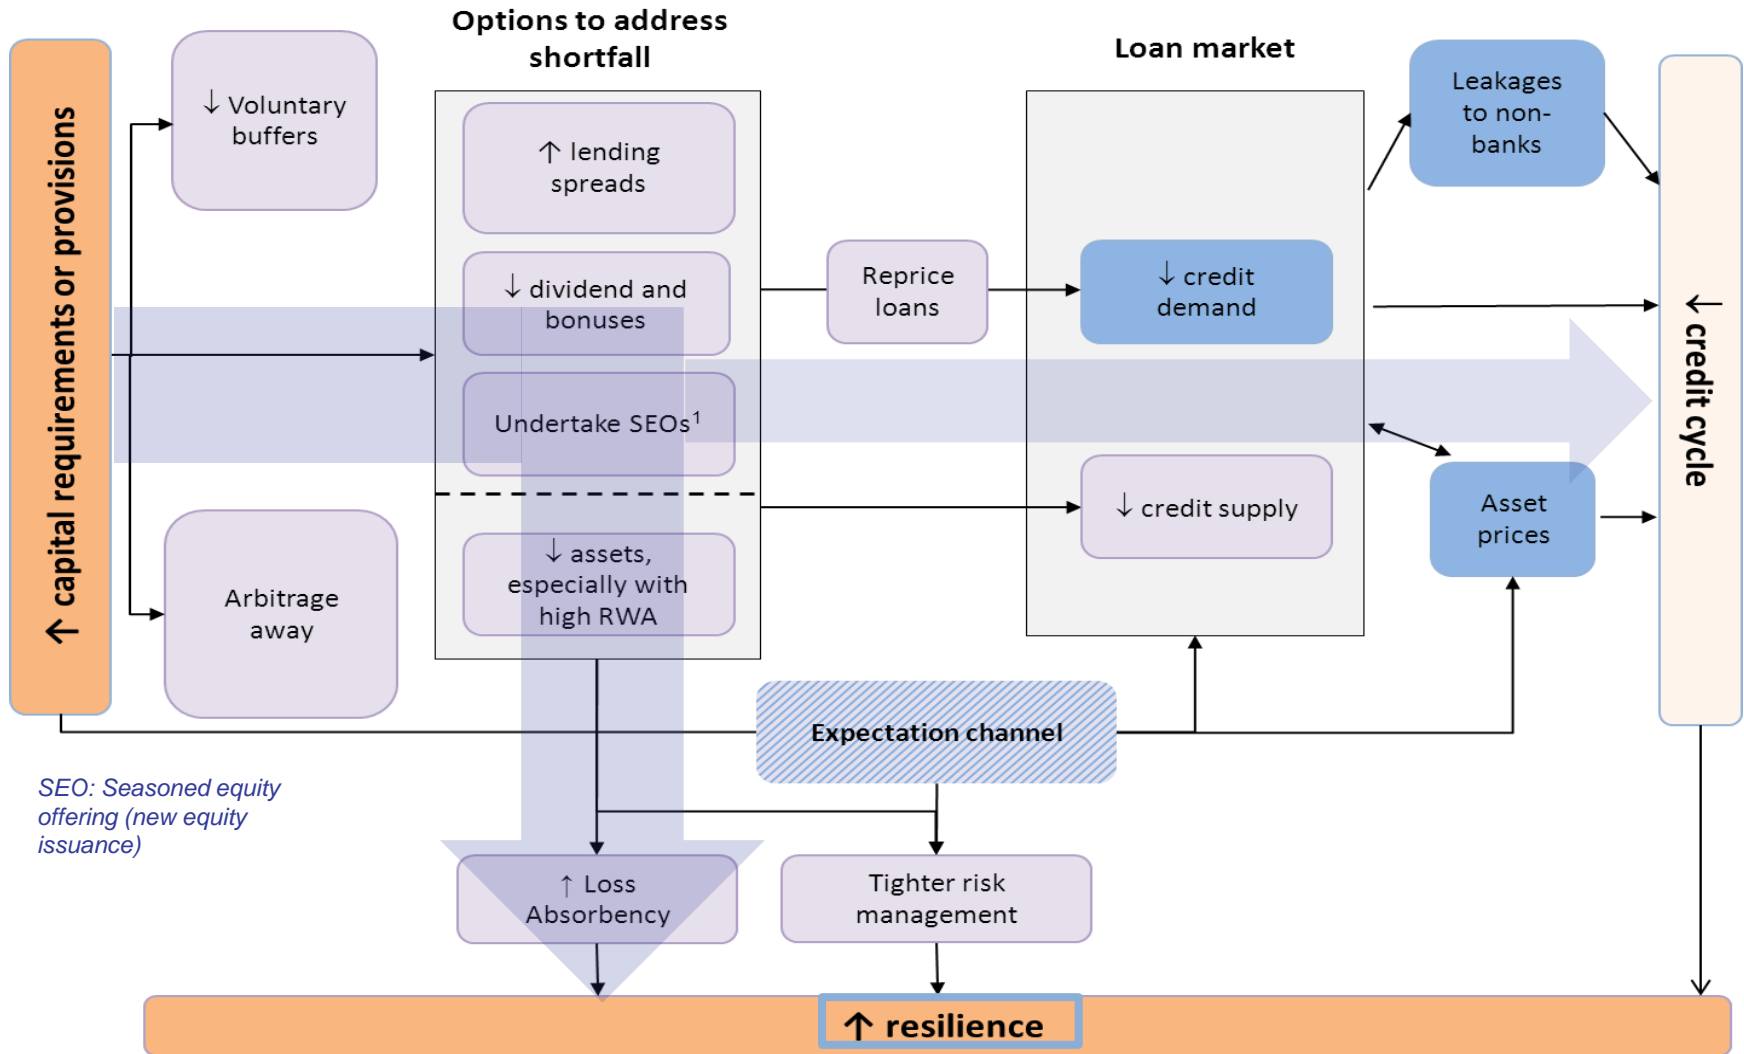 Options to address
shortfall
Loan market
↑ capital requirements or provisions
↓ Voluntary
buffers
Arbitrage
away
↑ lending
spreads
↓ dividend and
bonuses
Undertake SEOs¹
↓ assets,
especially with
high RWA
Reprice
loans
↓ credit
demand
↓ credit supply
Leakages
to non-
banks
Asset
prices
↓ credit cycle
Expectation channel
SEO: Seasoned equity
offering (new equity
issuance)
↑ Loss
Absorbency
Tighter risk
management
↑ resilience